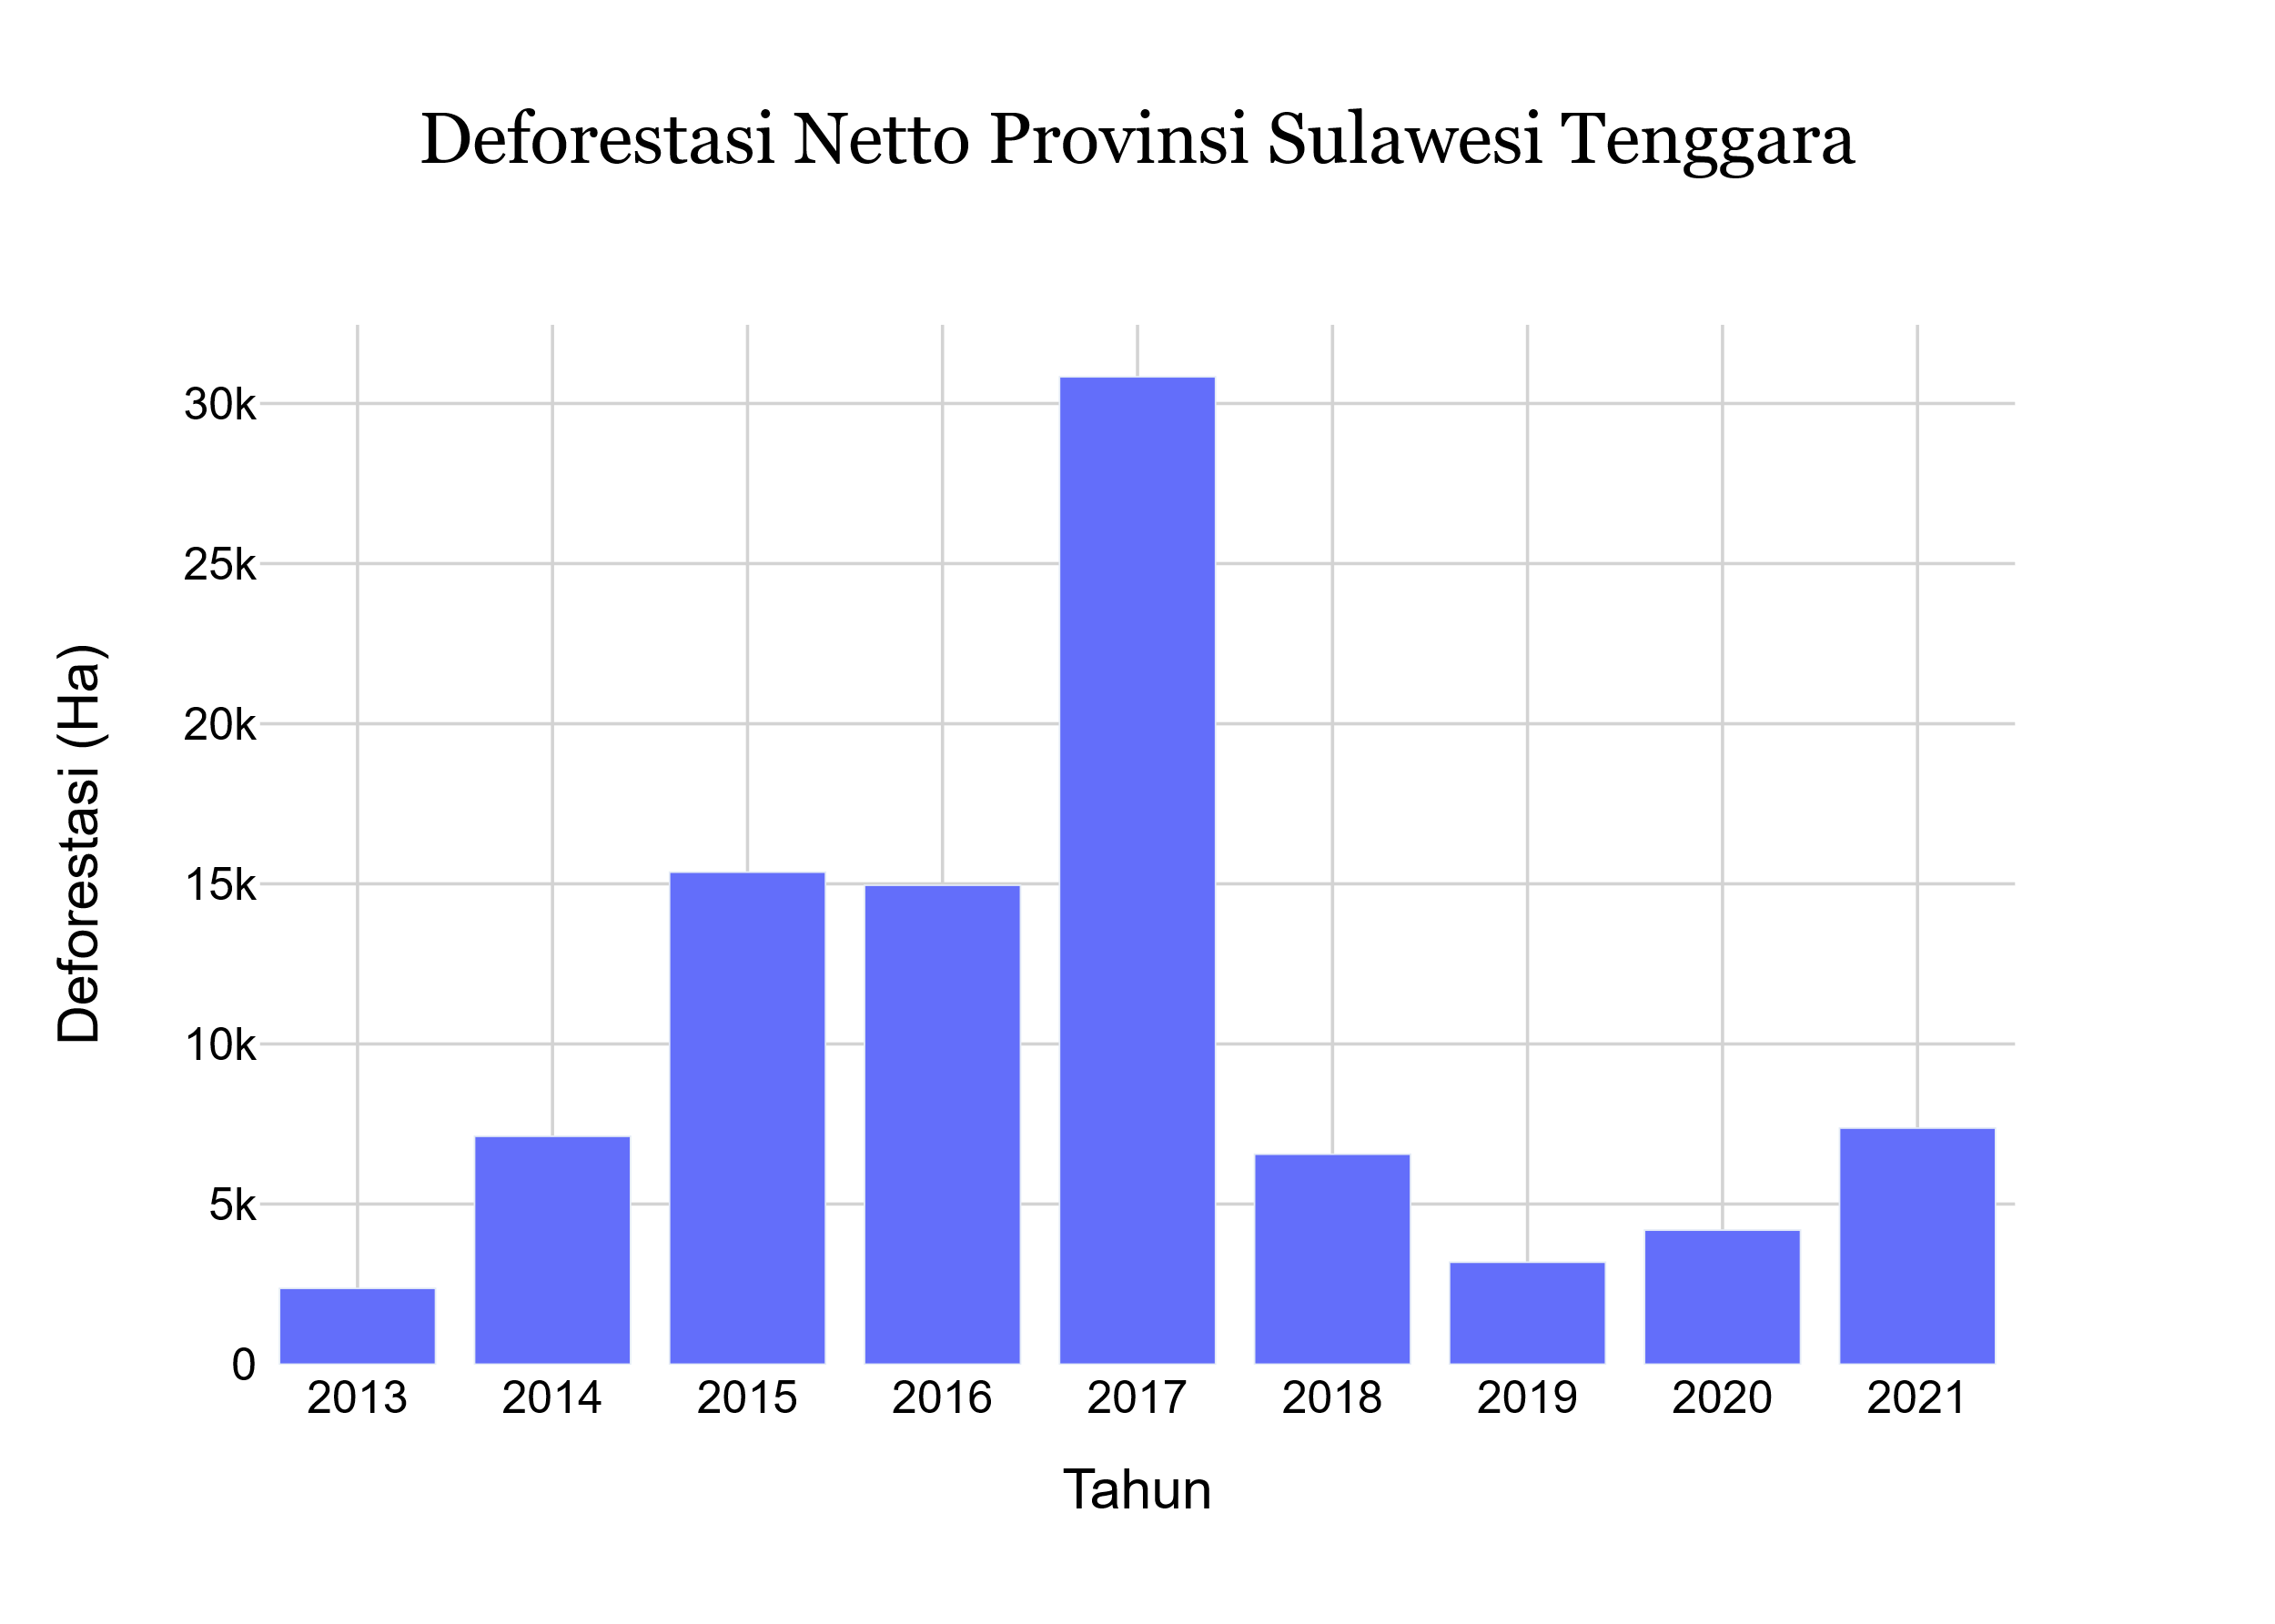 Deforestasi Netto Provinsi Sulawesi Tenggara
Deforestasi (Ha)
30k
25k
20k
15k
10k
5k
0
2013 2014 2015 2016 2017 2018 2019 2020 2021
Tahun